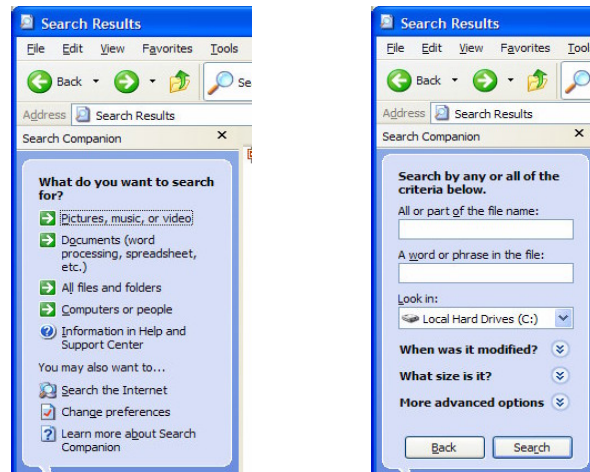 Search Results
File Edit View Favorites Tools
Back
Address Search Results
Search Companion
What do you want to search
for?
Pictures, music, or video
Documents (word
processing, spreadsheet,
etc.)
All files and folders
Computers or people
Information in Help and
Support Center
You may also want to...
Search the Internet
Change preferences
Learn more about Search
Companion
Search Results
File Edit View Favorites
Back
Address Search Results
Search Companion
Search by any or all of the
criteria below.
All or part of the file name:
A word or phrase in the file:
Look in:
Local Hard Drives (C:)
When was it modified?
What size is it?
More advanced options
Back Search